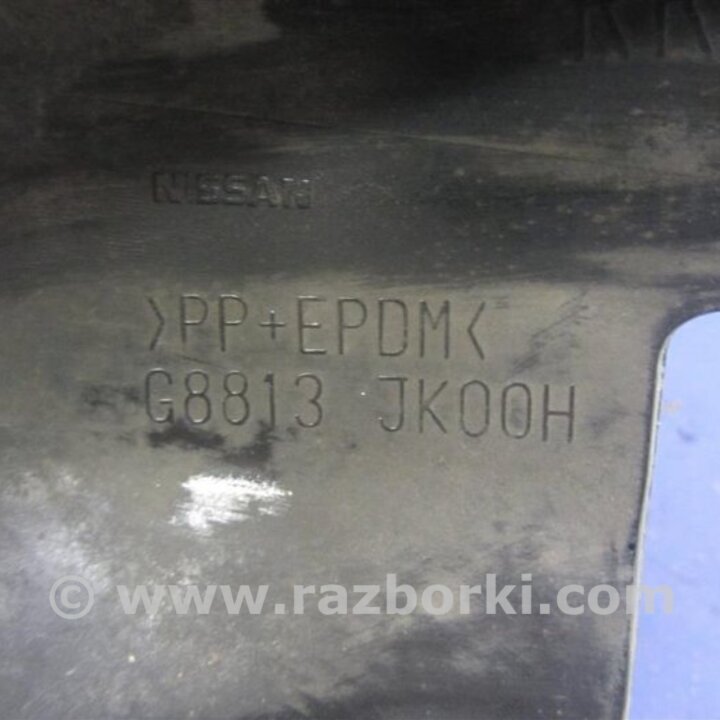 NISSAN
>PP+EPDM<
G8813 JK00H
© www.razborki.com